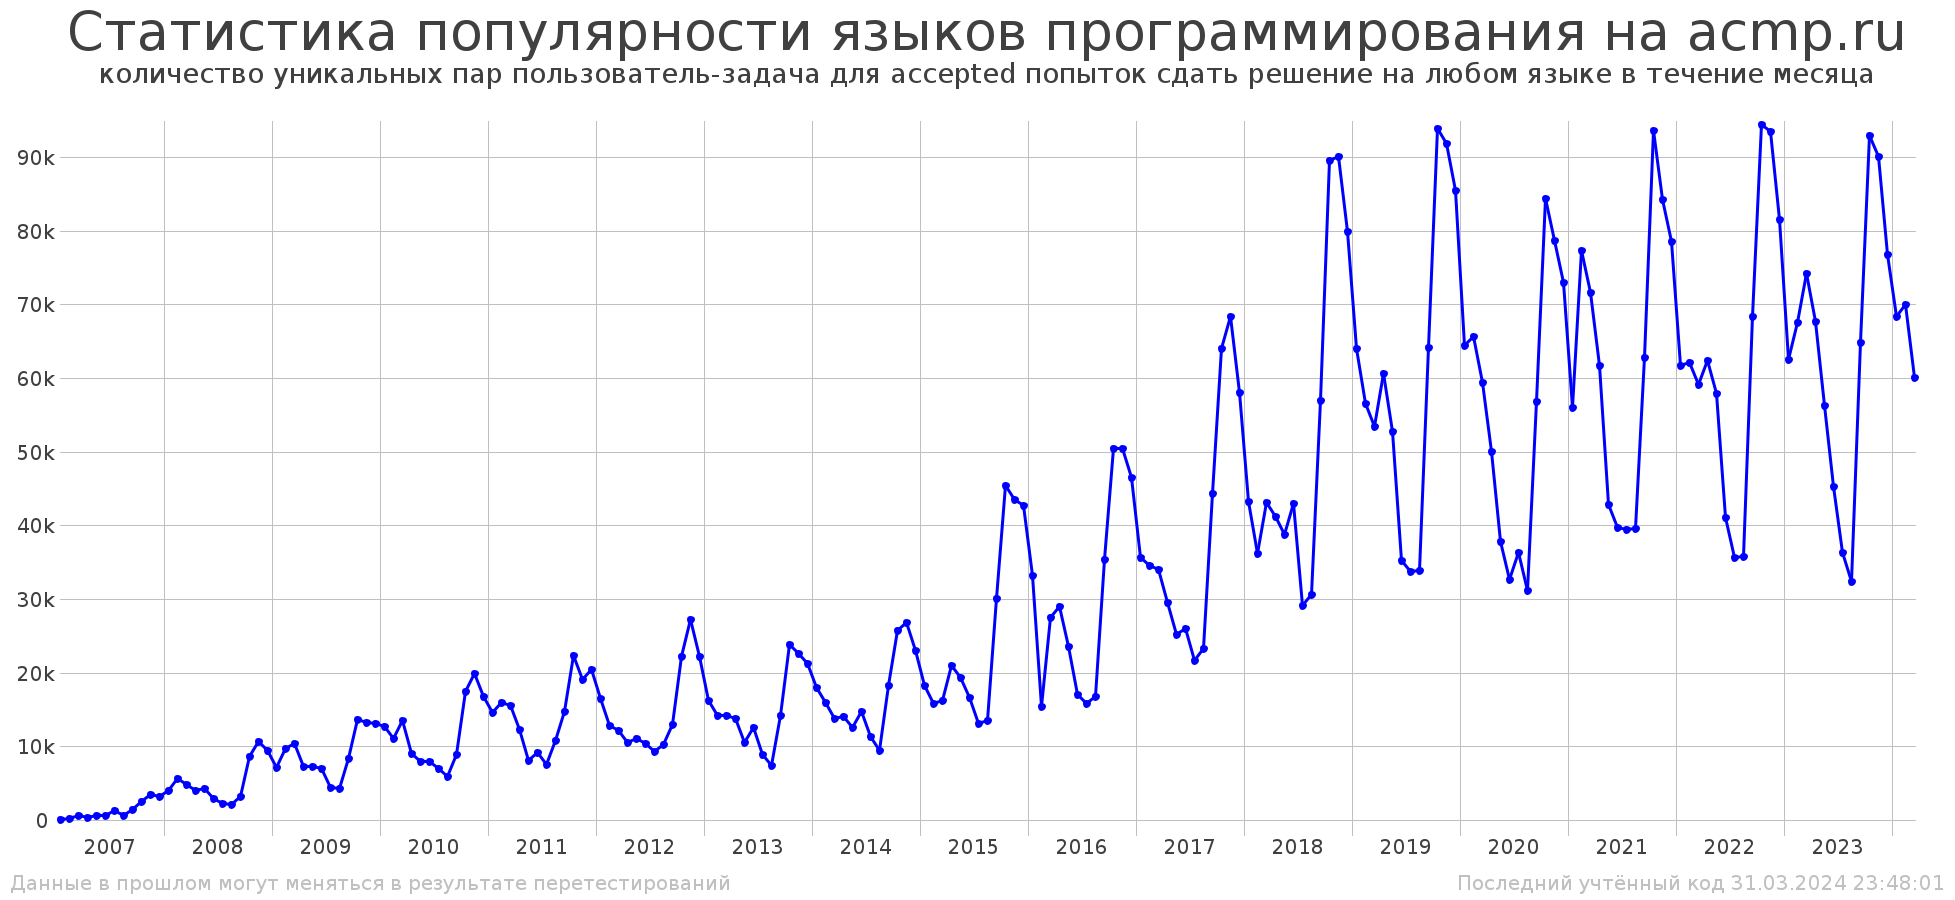 Статистика популярности языков программирования на acmp.ru
количество уникальных пар пользователь-задача для accepted попыток сдать решение на любом языке в течение месяца
90k
80k
70k
60k
50k
40k
30k
20k
10k
0
2007 2008 2009 2010 2011 2012 2013 2014 2015 2016 2017 2018 2019 2020 2021 2022 2023
Данные в прошлом могут меняться в результате перетестирований
Последний учтённый код 31.03.2024 23:48:01